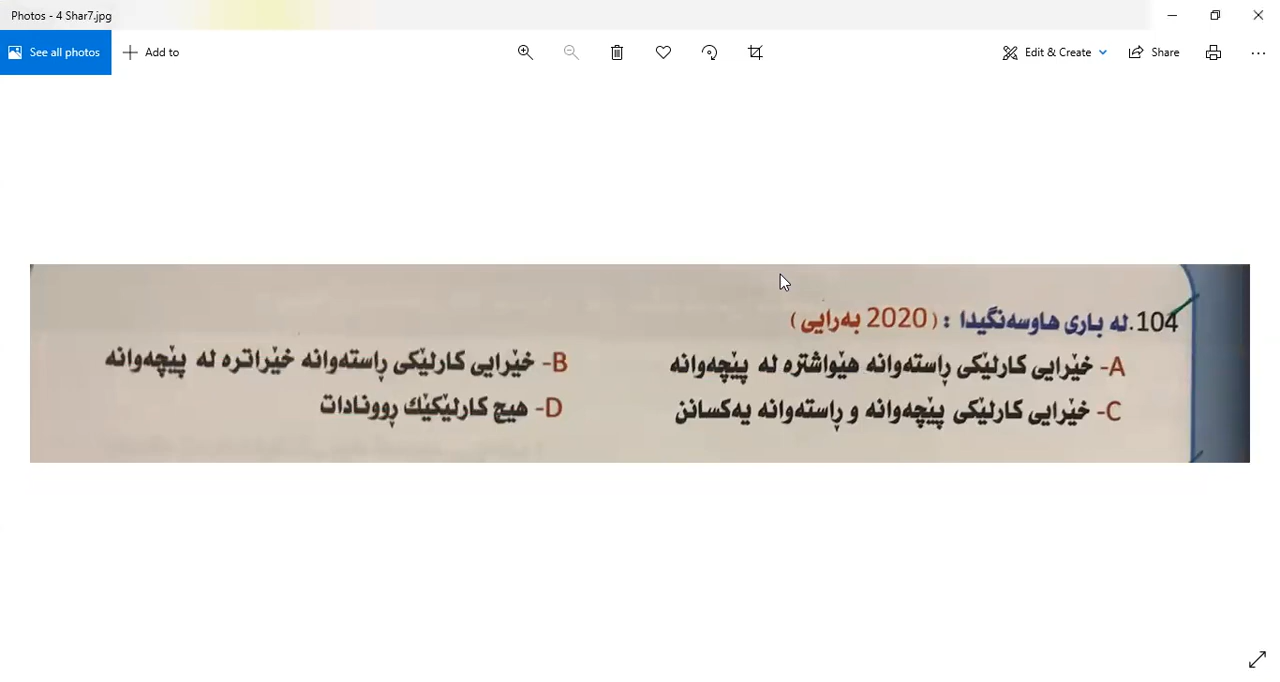 Photos - 4 Shar7.jpg
See all photos
Add to
Edit & Create
Share
104.لە باری هاوسەنگیدا : (2020 بەرایی)
A- خێرایی کارلێکی ڕاستەوانە هێواشترە لە پێچەوانە
B- خێرایی کارلێکی ڕاستەوانە خێراترە لە پێچەوانە
C- خێرایی کارلێکی پێچەوانە و ڕاستەوانە یەکسانن
D- هیچ کارلێکێك ڕوونادات